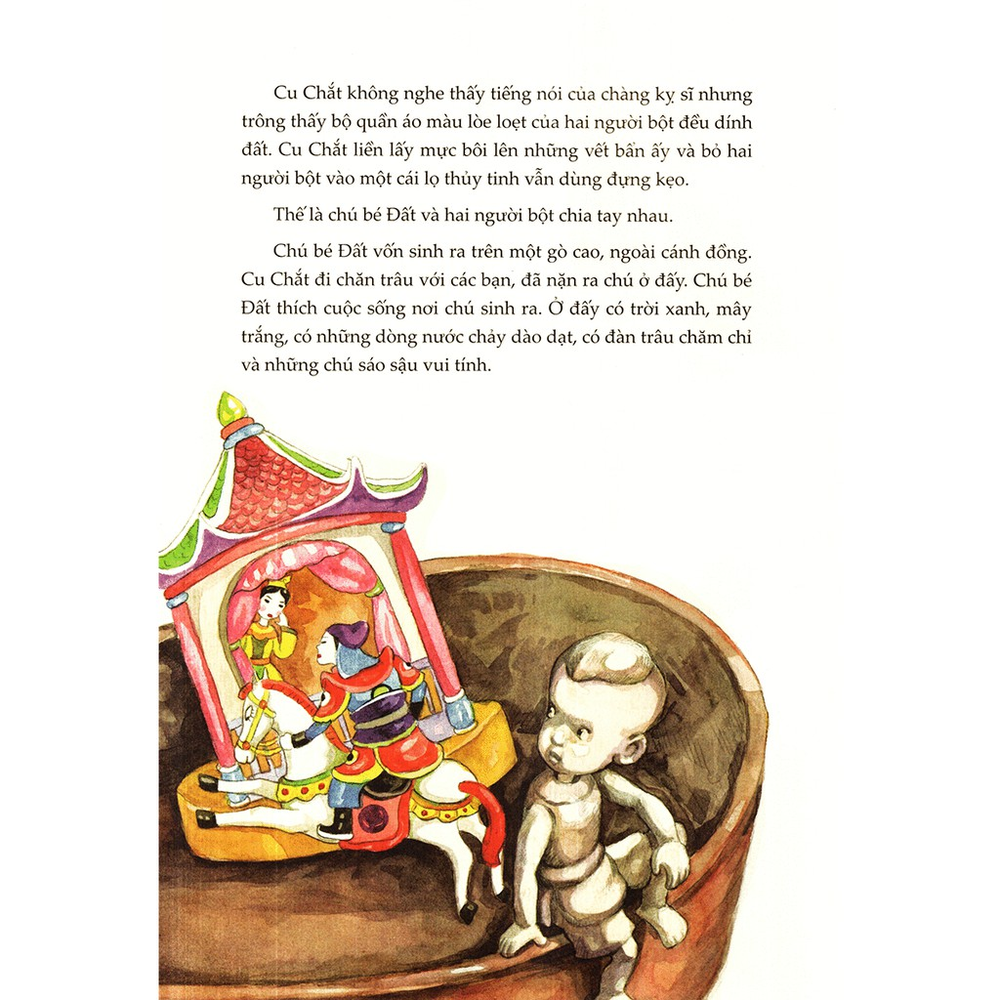 Cu Chắt không nghe thấy tiếng nói của chàng kỵ sĩ nhưng
trông thấy bộ quần áo màu lòe loẹt của hai người bột đều dính
đất. Cu Chắt liền lấy mực bôi lên những vết bẩn ấy và bỏ hai
người bột vào một cái lọ thủy tinh vẫn dùng đựng kẹo.
Thế là chú bé Đất và hai người bột chia tay nhau.
Chú bé Đất vốn sinh ra trên một gò cao, ngoài cánh đồng.
Cu Chắt đi chăn trâu với các bạn, đã nặn ra chú ở đấy. Chú bé
Đất thích cuộc sống nơi chú sinh ra. Ở đấy có trời xanh, mây
trắng, có những dòng nước chảy dào dạt, có đàn trâu chăm chỉ
và những chú sáo sậu vui tính.